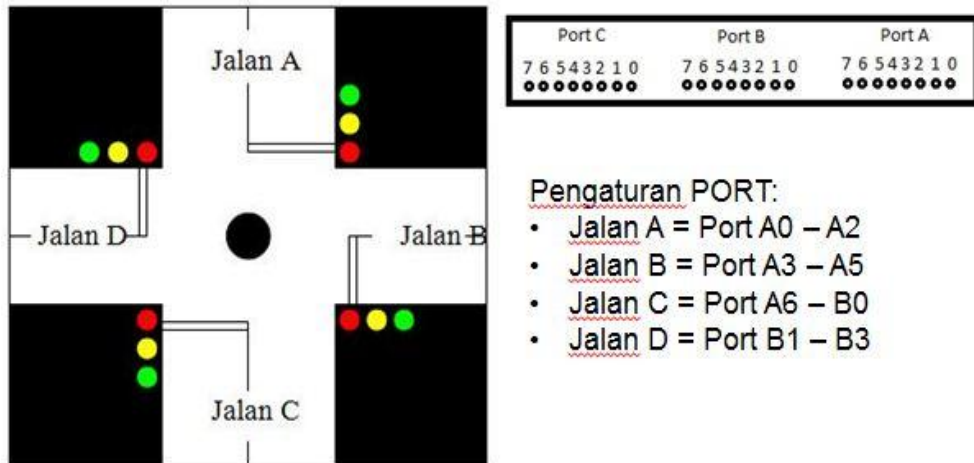 Jalan A
Jalan D
Jalan B
Jalan C
Port C Port B Port A
7 6 5 4 3 2 1 0 7 6 5 4 3 2 1 0 7 6 5 4 3 2 1 0
Pengaturan PORT:
• Jalan A = Port A0 – A2
• Jalan B = Port A3 – A5
• Jalan C = Port A6 – B0
• Jalan D = Port B1 – B3